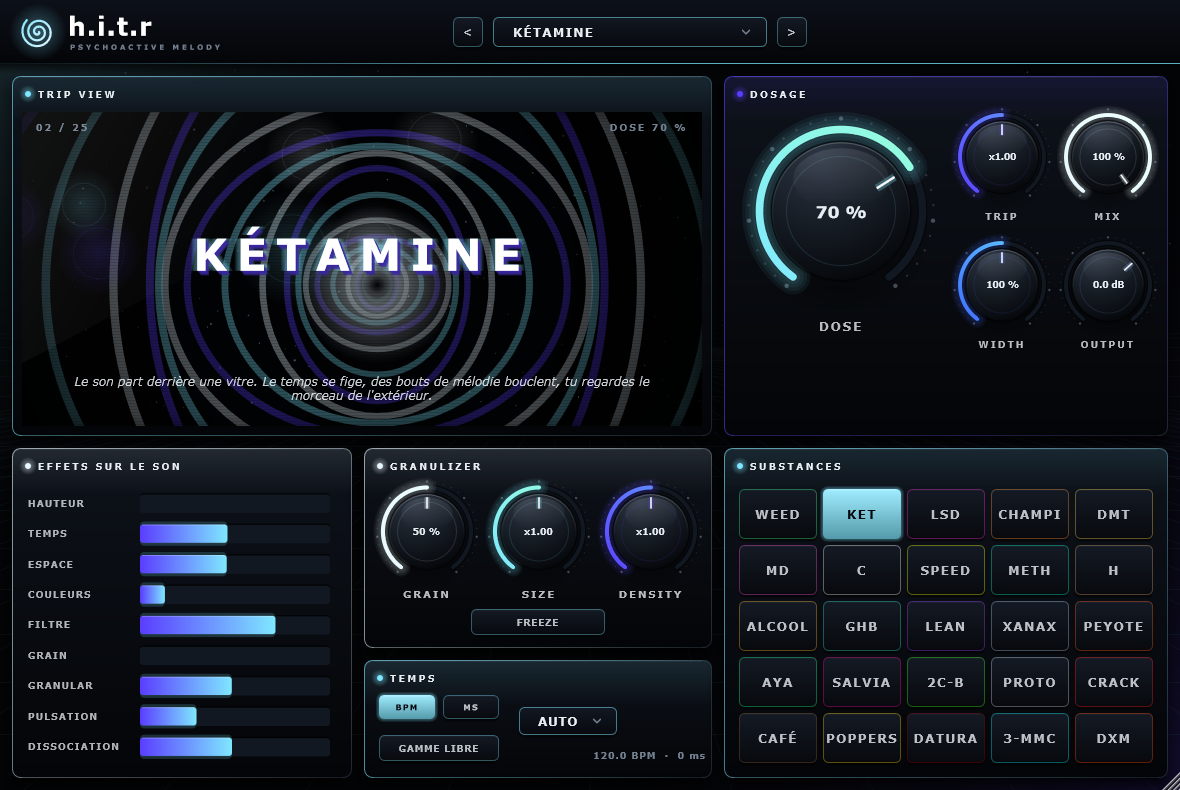 h.i.t.r
PSYCHOACTIVE MELODY
<
KÉTAMINE
>
TRIP VIEW
02 / 25
DOSE 70 %
KÉTAMINE
Le son part derrière une vitre. Le temps se fige, des bouts de mélodie bouclent, tu regardes le
morceau de l'extérieur.
DOSAGE
70 %
DOSE
x1.00
TRIP
100 %
MIX
100 %
WIDTH
0.0 dB
OUTPUT
EFFETS SUR LE SON
HAUTEUR
TEMPS
ESPACE
COULEURS
FILTRE
GRAIN
GRANULAR
PULSATION
DISSOCIATION
GRANULIZER
50 %
x1.00
x1.00
GRAIN
SIZE
DENSITY
FREEZE
TEMPS
BPM
MS
AUTO
GAMME LIBRE
120.0 BPM · 0 ms
SUBSTANCES
WEED
KET
LSD
CHAMPI
DMT
MD
C
SPEED
METH
H
ALCOOL
GHB
LEAN
XANAX
PEYOTE
AYA
SALVIA
2C-B
PROTO
CRACK
CAFÉ
POPPERS
DATURA
3-MMC
DXM